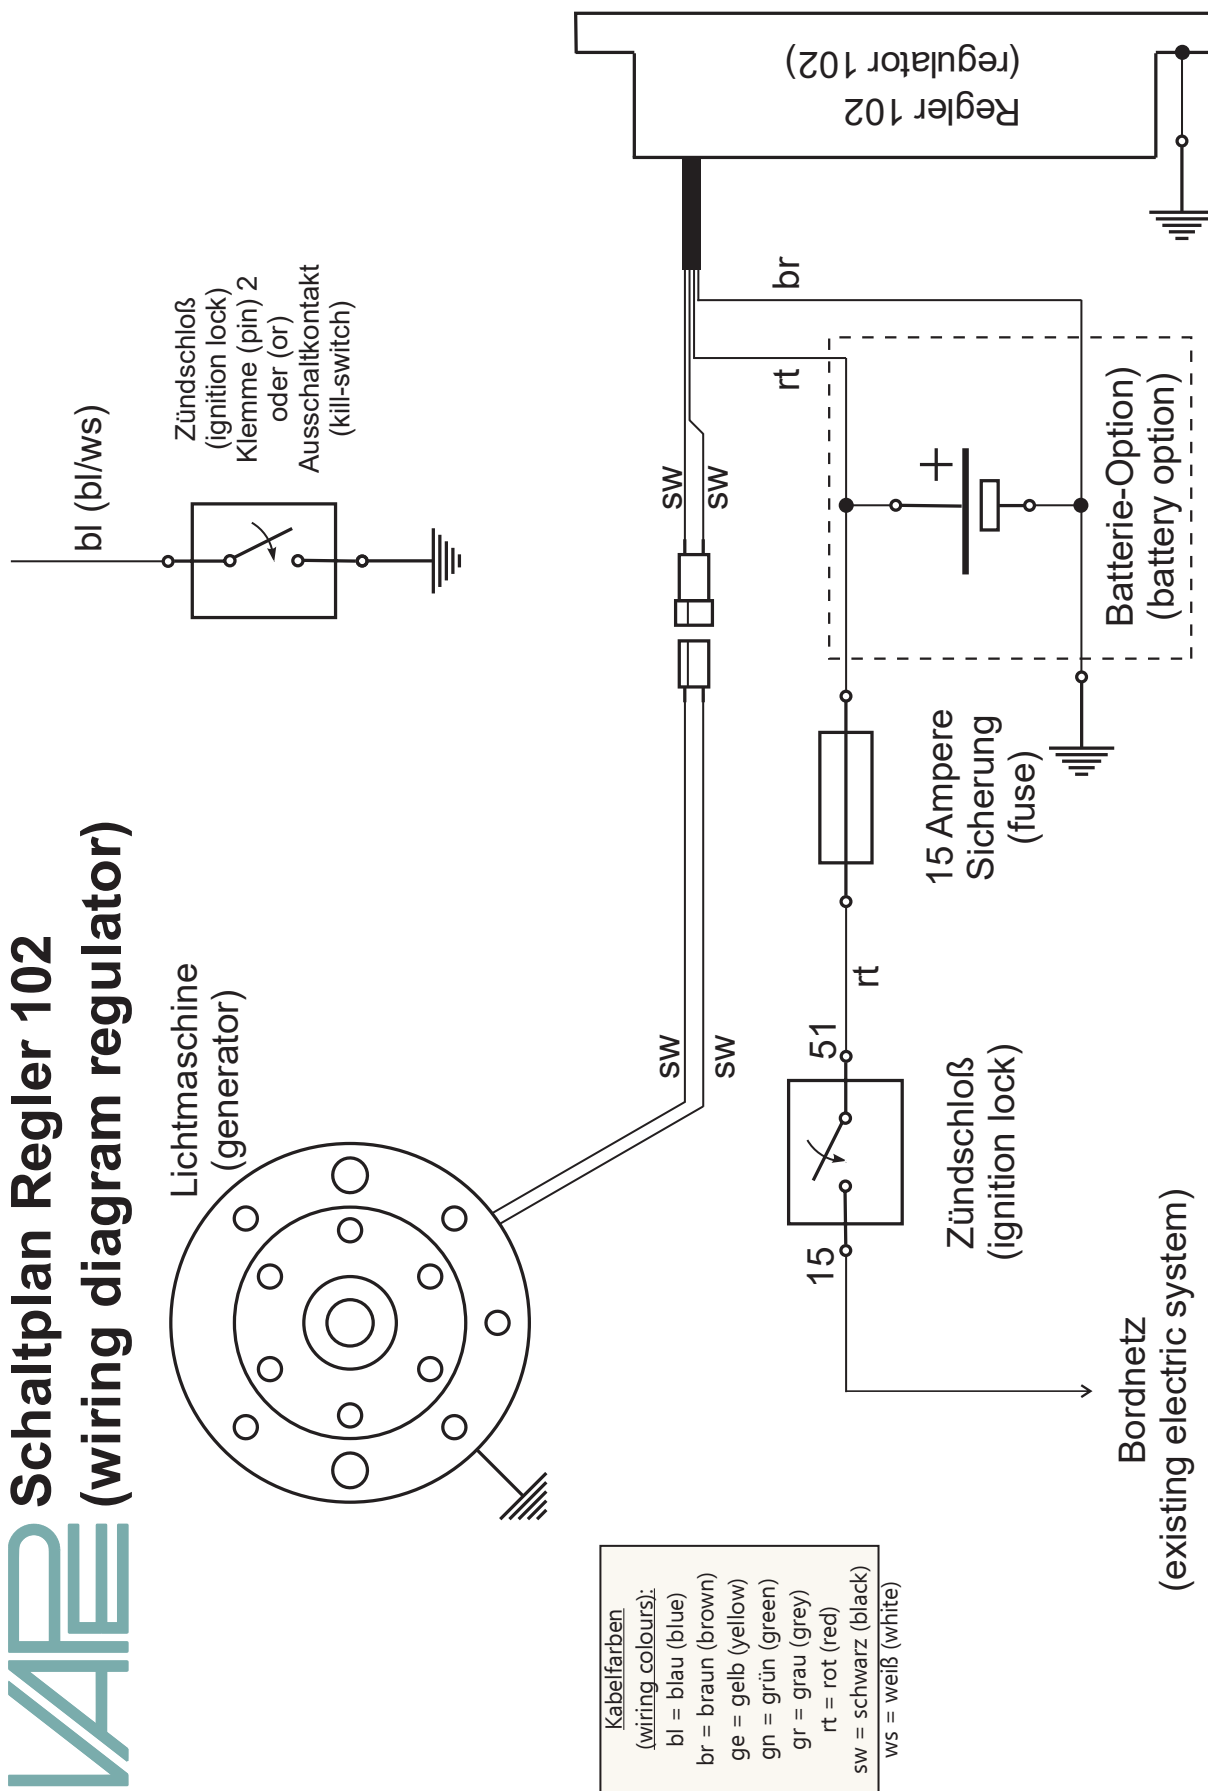 VAPE
Schaltplan Regler 102
(wiring diagram regulator)
Lichtmaschine
(generator)
bl (bl/ws)
Zündschloß
(ignition lock)
Klemme (pin) 2
oder (or)
Ausschaltkontakt
(kill-switch)
sw
sw
sw
sw
Regler 102
(regulator 102)
br
rt
+
Batterie-Option)
(battery option)
15 Ampere
Sicherung
(fuse)
rt
51
15
Zündschloß
(ignition lock)
Bordnetz
(existing electric system)
Kabelfarben
(wiring colours):
bl = blau (blue)
br = braun (brown)
ge = gelb (yellow)
gn = grün (green)
gr = grau (grey)
rt = rot (red)
sw = schwarz (black)
ws = weiß (white)